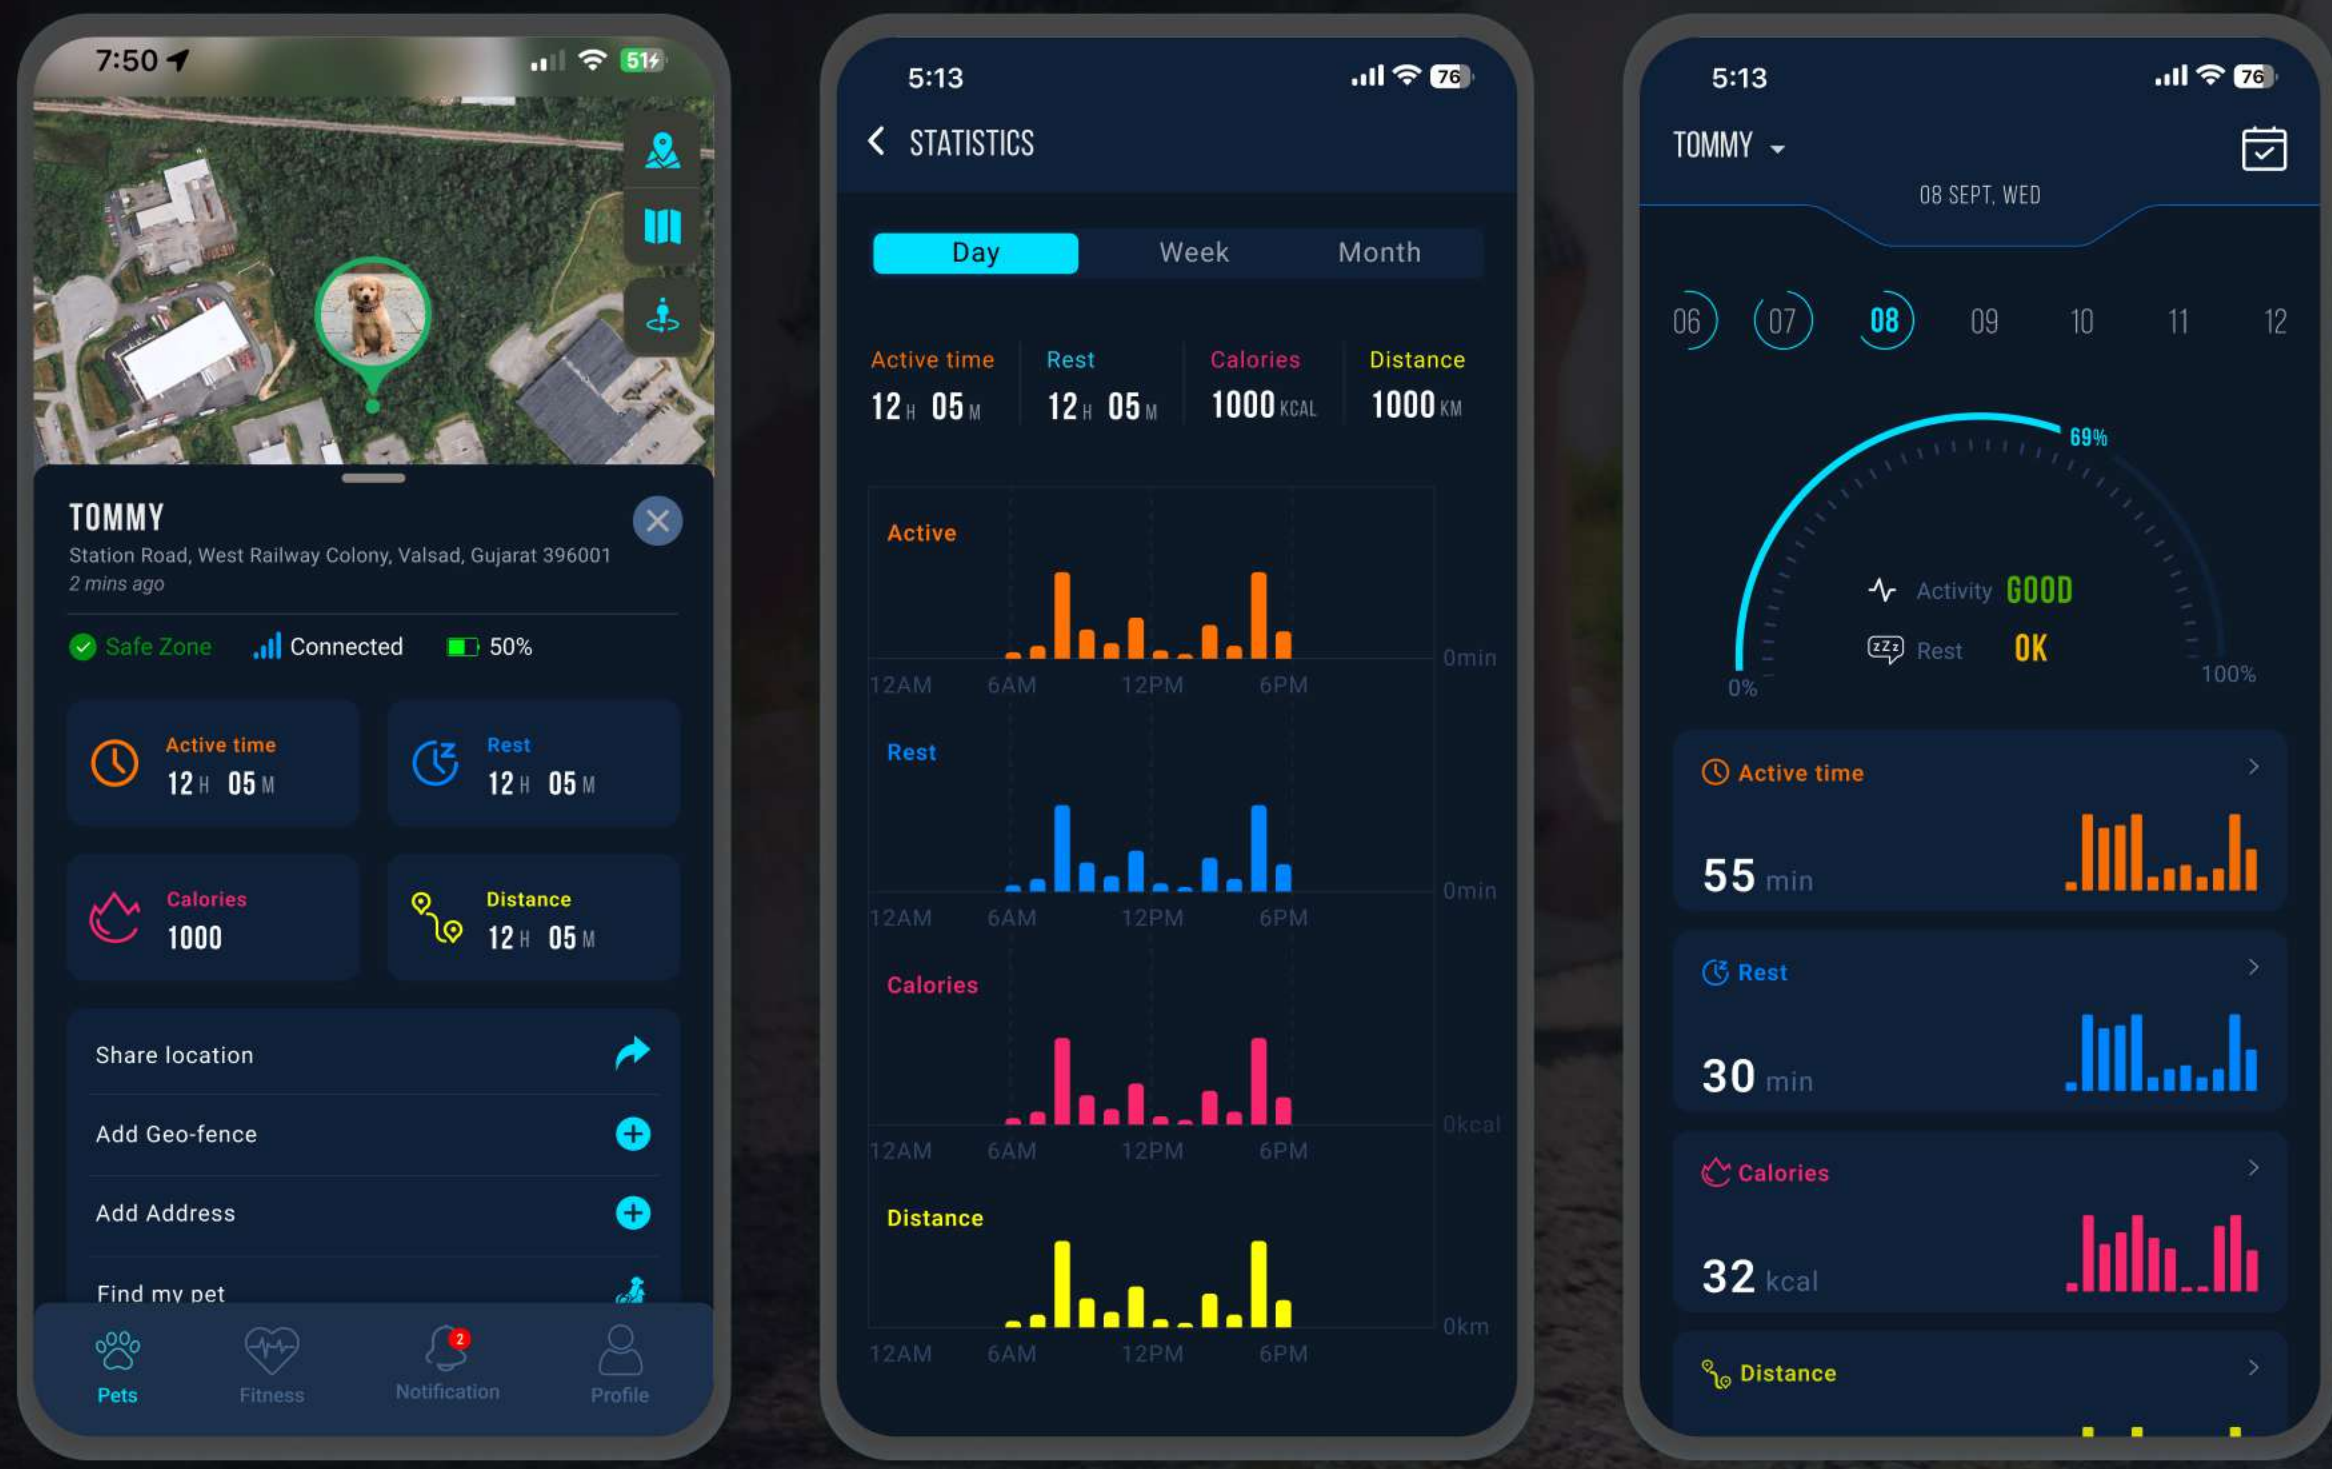 7:50
51
TOMMY
Station Road, West Railway Colony, Valsad, Gujarat 396001
2 mins ago
Safe Zone Connected 50%
Active time
12 H 05 M
Rest
12 H 05 M
Calories
1000
Distance
12 H 05 M
Share location
Add Geo-fence
Add Address
Find my pet
Pets Fitness 2 Notification Profile
5:13 76
STATISTICS
Day Week Month
Active time Rest Calories Distance
12 H 05 M 12 H 05 M 1000 KCAL 1000 KM
Active
0min
12AM 6AM 12PM 6PM
Rest
0min
12AM 6AM 12PM 6PM
Calories
0kcal
12AM 6AM 12PM 6PM
Distance
0km
12AM 6AM 12PM 6PM
5:13 76
TOMMY
08 SEPT, WED
06 07 08 09 10 11 12
69%
Activity GOOD
zZz Rest OK
0% 100%
Active time
55 min
Rest
30 min
Calories
32 kcal
Distance